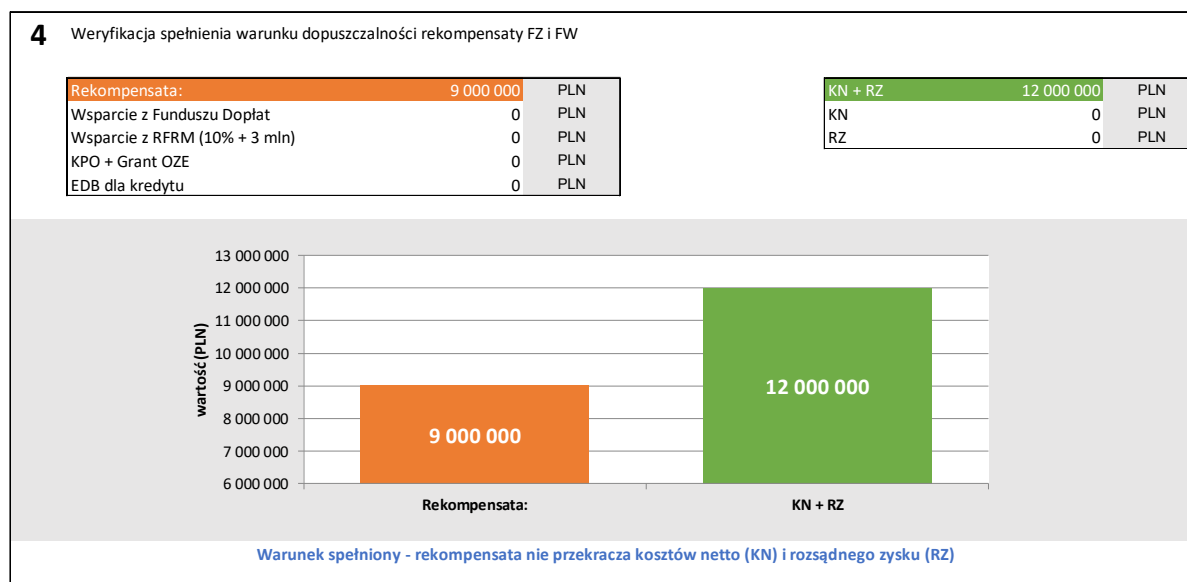 4 Weryfikacja spełnienia warunku dopuszczalności rekompensaty FZ i FW
Rekompensata: 9 000 000 PLN
Wsparcie z Funduszu Dopłat 0 PLN
Wsparcie z RFRM (10% + 3 mln) 0 PLN
KPO + Grant OZE 0 PLN
EDB dla kredytu 0 PLN
KN + RZ 12 000 000 PLN
KN 0 PLN
RZ 0 PLN
wartość (PLN)
13 000 000
12 000 000
11 000 000
10 000 000
9 000 000
8 000 000
7 000 000
6 000 000
9 000 000
12 000 000
Rekompensata: KN + RZ
Warunek spełniony - rekompensata nie przekracza kosztów netto (KN) i rozsądnego zysku (RZ)